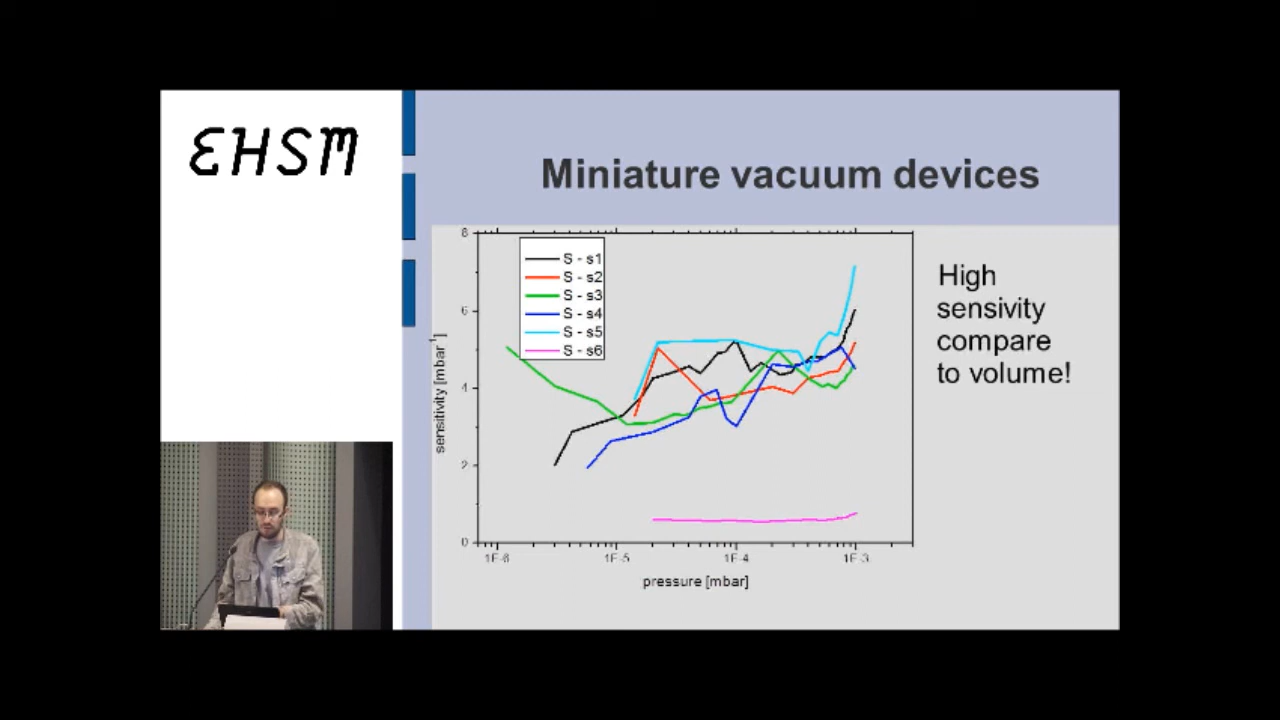 EHSM
Miniature vacuum devices
8
6
4
2
0
sensitivity [mbar⁻¹]
S - s1
S - s2
S - s3
S - s4
S - s5
S - s6
1E-6 1E-5 1E-4 1E-3
pressure [mbar]
High
sensivity
compare
to volume!